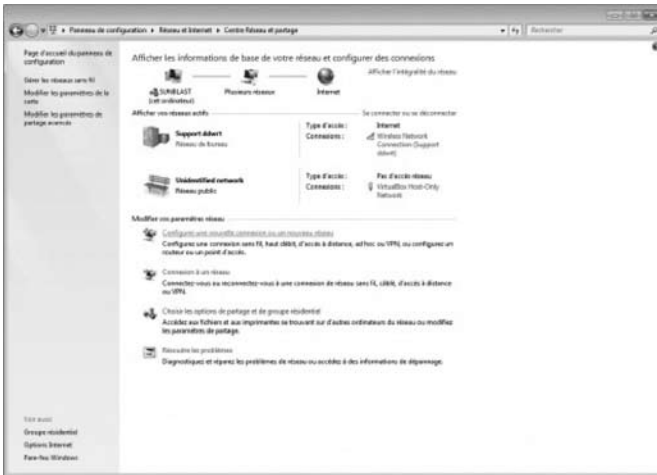 Panneau de configuration ▸ Réseau et Internet ▸ Centre Réseau et partage
Rechercher
Page d'accueil du panneau de
configuration
Gérer les réseaux sans fil
Modifier les paramètres de la
carte
Modifier les paramètres de
partage avancés
Afficher les informations de base de votre réseau et configurer des connexions
Afficher l'intégralité du réseau
SUNBLAST
(cet ordinateur)
Plusieurs réseaux
Internet
Afficher vos réseaux actifs
Se connecter ou se déconnecter
Support ddwrt
Réseau de bureau
Type d'accès :
Internet
Connexions :
Wireless Network
Connection (Support
ddwrt)
Unidentified network
Réseau public
Type d'accès :
Pas d'accès réseau
Connexions :
VirtualBox Host-Only
Network
Modifier vos paramètres réseau
Configurer une nouvelle connexion ou un nouveau réseau
Configurez une connexion sans fil, haut débit, d'accès à distance, ad hoc ou VPN, ou configurez un
routeur ou un point d'accès.
Connexion à un réseau
Connectez-vous ou reconnectez-vous à une connexion de réseau sans fil, câblé, d'accès à distance
ou VPN.
Choisir les options de partage et de groupe résidentiel
Accédez aux fichiers et aux imprimantes se trouvant sur d'autres ordinateurs du réseau ou modifiez
les paramètres de partage.
Résoudre les problèmes
Diagnostiquez et réparez les problèmes de réseau ou accédez à des informations de dépannage.
Voir aussi
Groupe résidentiel
Options Internet
Pare-feu Windows